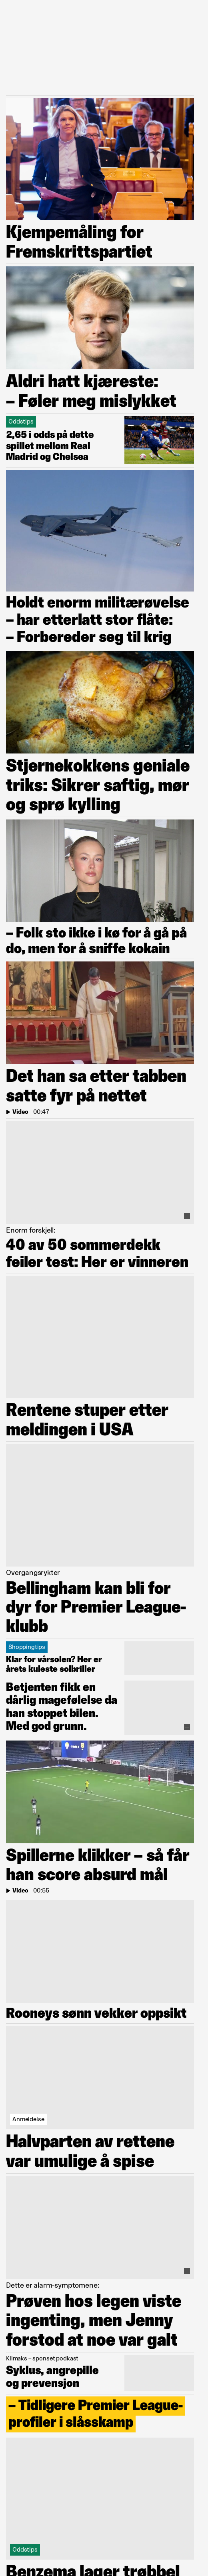 Kjempemåling for
Fremskrittspartiet
Aldri hatt kjæreste:
– Føler meg mislykket
Oddstips
2,65 i odds på dette
spillet mellom Real
Madrid og Chelsea
Holdt enorm militærøvelse
– har etterlatt stor flåte:
– Forbereder seg til krig
Stjernekokkens geniale
triks: Sikrer saftig, mør
og sprø kylling
– Folk sto ikke i kø for å gå på
do, men for å sniffe kokain
Det han sa etter tabben
satte fyr på nettet
Video | 00:47
Enorm forskjell:
40 av 50 sommerdekk
feiler test: Her er vinneren
Rentene stuper etter
meldingen i USA
Overgangsrykter
Bellingham kan bli for
dyr for Premier League-
klubb
Shoppingtips
Klar for vårsolen? Her er
årets kuleste solbriller
Betjenten fikk en
dårlig magefølelse da
han stoppet bilen.
Med god grunn.
Spillerne klikker – så får
han score absurd mål
Video | 00:55
Rooneys sønn vekker oppsikt
Anmeldelse
Halvparten av rettene
var umulige å spise
Dette er alarm-symptomene:
Prøven hos legen viste
ingenting, men Jenny
forstod at noe var galt
Klimaks – sponset podkast
Syklus, angrepille
og prevensjon
– Tidligere Premier League-
profiler i slåsskamp
Oddstips
Benzema lager trøbbel